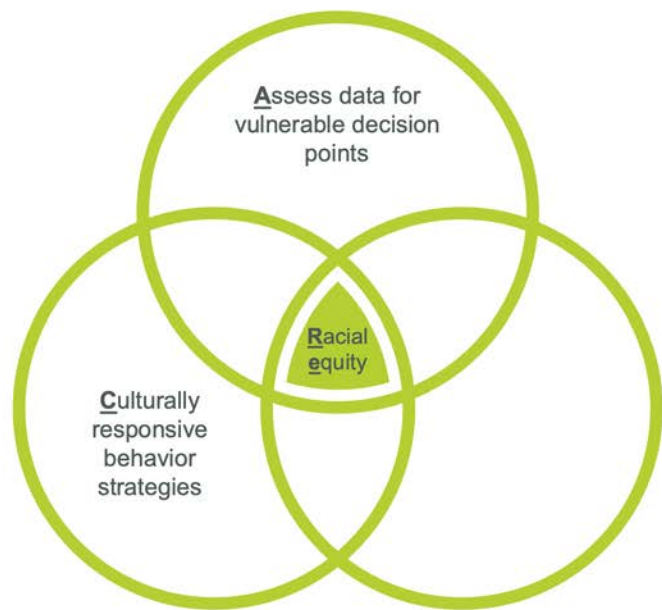 Assess data for
vulnerable decision
points
Racial
equity
Culturally
responsive
behavior
strategies